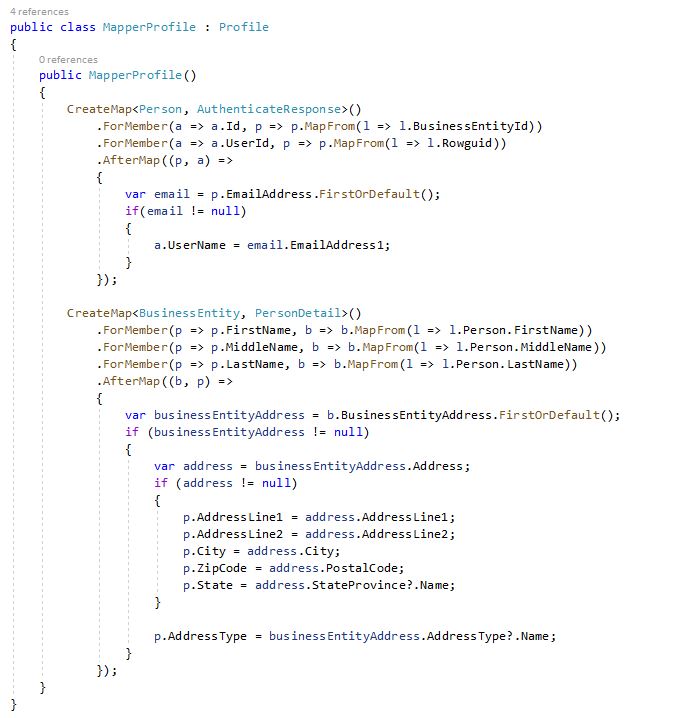 4 references
public class MapperProfile : Profile
{
0 references
public MapperProfile()
{
CreateMap<Person, AuthenticateResponse>()
.ForMember(a => a.Id, p => p.MapFrom(l => l.BusinessEntityId))
.ForMember(a => a.UserId, p => p.MapFrom(l => l.Rowguid))
.AfterMap((p, a) =>
{
var email = p.EmailAddress.FirstOrDefault();
if(email != null)
{
a.UserName = email.EmailAddress1;
}
});
CreateMap<BusinessEntity, PersonDetail>()
.ForMember(p => p.FirstName, b => b.MapFrom(l => l.Person.FirstName))
.ForMember(p => p.MiddleName, b => b.MapFrom(l => l.Person.MiddleName))
.ForMember(p => p.LastName, b => b.MapFrom(l => l.Person.LastName))
.AfterMap((b, p) =>
{
var businessEntityAddress = b.BusinessEntityAddress.FirstOrDefault();
if (businessEntityAddress != null)
{
var address = businessEntityAddress.Address;
if (address != null)
{
p.AddressLine1 = address.AddressLine1;
p.AddressLine2 = address.AddressLine2;
p.City = address.City;
p.ZipCode = address.PostalCode;
p.State = address.StateProvince?.Name;
}
p.AddressType = businessEntityAddress.AddressType?.Name;
}
});
}
}